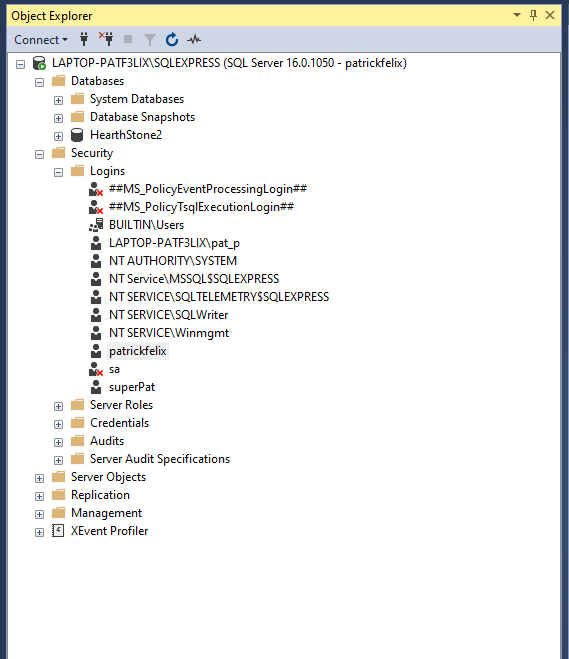 Object Explorer
Connect
LAPTOP-PATF3LIX\SQLEXPRESS (SQL Server 16.0.1050 - patrickfelix)
Databases
System Databases
Database Snapshots
HearthStone2
Security
Logins
##MS_PolicyEventProcessingLogin##
##MS_PolicyTsqlExecutionLogin##
BUILTIN\Users
LAPTOP-PATF3LIX\pat_p
NT AUTHORITY\SYSTEM
NT Service\MSSQL$SQLEXPRESS
NT SERVICE\SQLTELEMETRY$SQLEXPRESS
NT SERVICE\SQLWriter
NT SERVICE\Winmgmt
patrickfelix
sa
superPat
Server Roles
Credentials
Audits
Server Audit Specifications
Server Objects
Replication
Management
XEvent Profiler